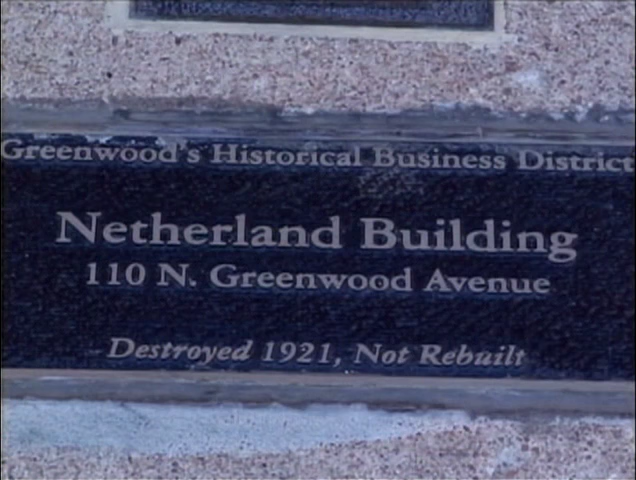 Greenwood's Historical Business District
Netherland Building
110 N. Greenwood Avenue
Destroyed 1921, Not Rebuilt